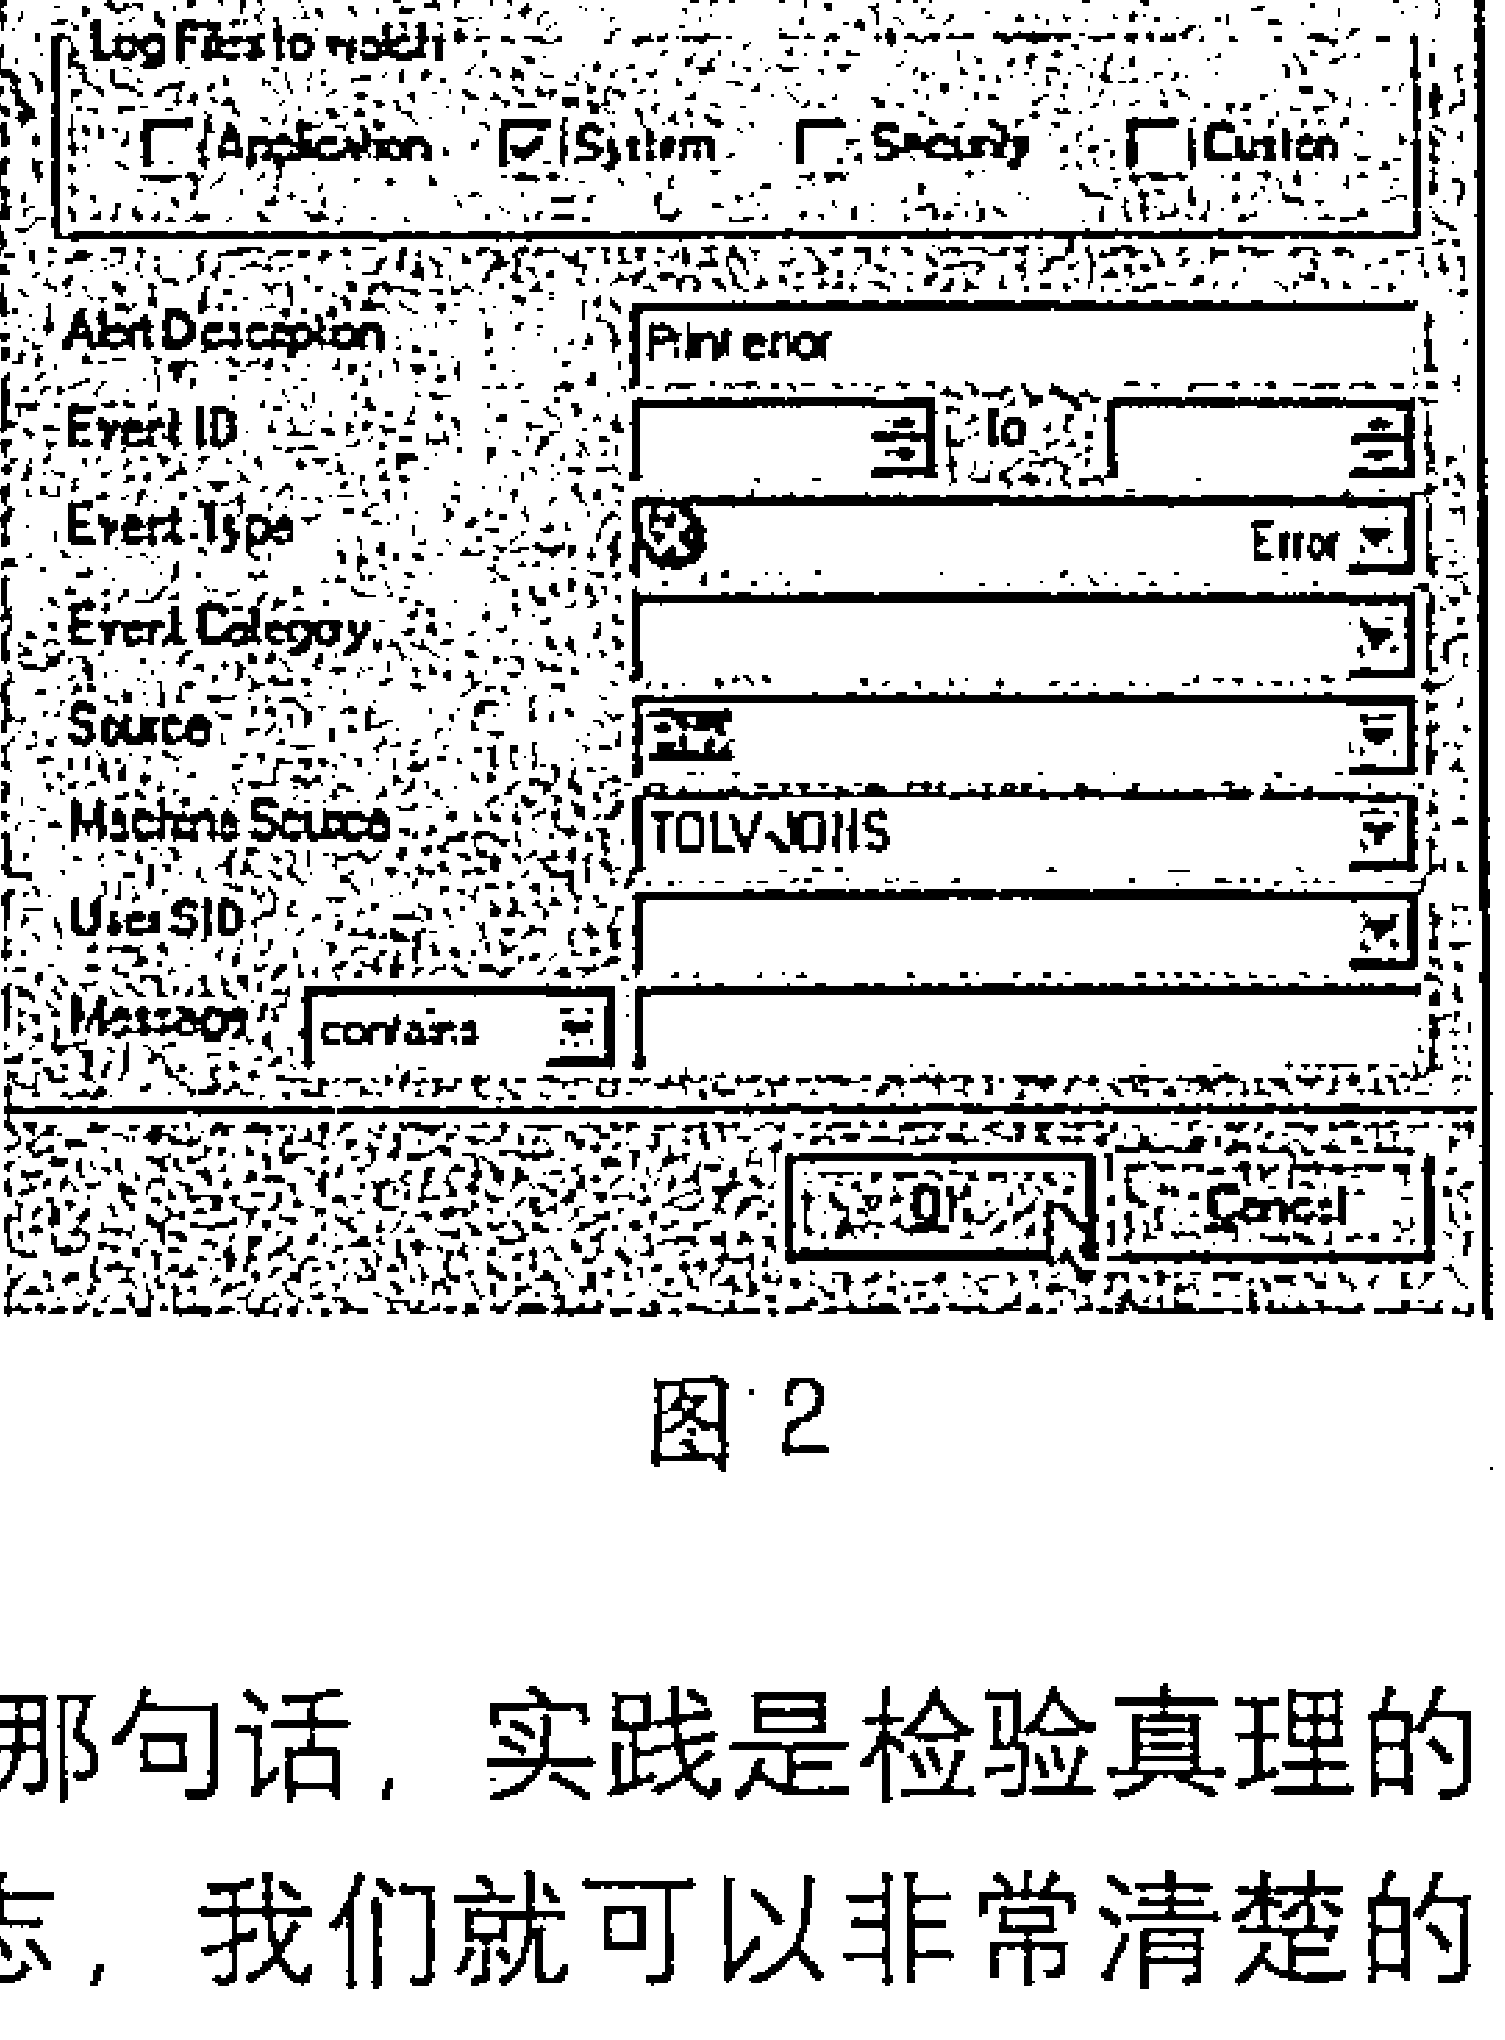 Log Files to watch
Application System Security Custom
Alert Description Print error
Event ID to
Event Type Error
Event Category
Source
Machine Source
User SID
Message contains
OK Cancel
图 2
那句话, 实践是检验真理的
志, 我们就可以非常清楚的